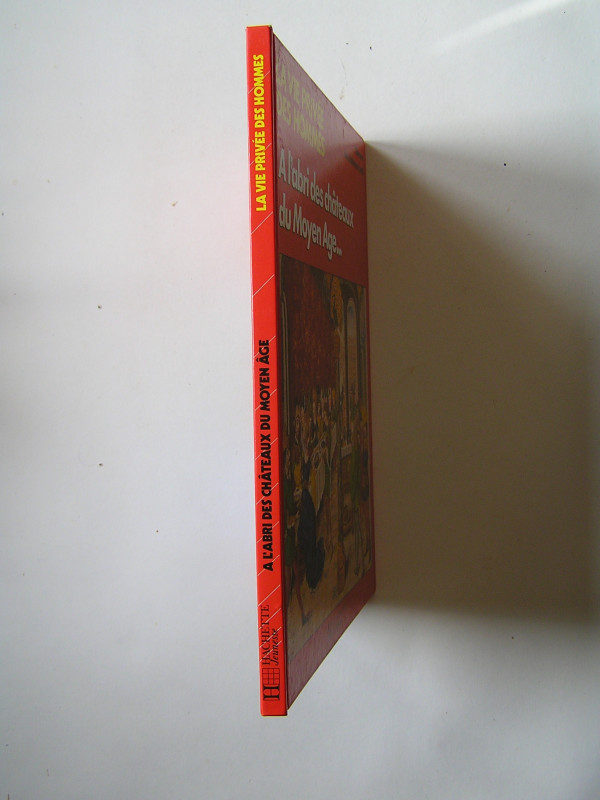 LA VIE PRIVÉE DES HOMMES
A L'ABRI DES CHÂTEAUX DU MOYEN ÂGE
H
HACHETTE
Jeunesse
LA VIE PRIVÉE
DES HOMMES
A l'abri des châteaux
du Moyen Age...